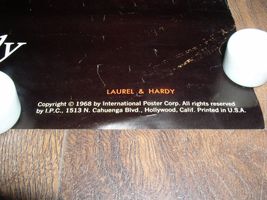 LAUREL & HARDY
Copyright © 1968 by International Poster Corp. All rights reserved
by I.P.C., 1513 N. Cahuenga Blvd., Hollywood, Calif. Printed in U.S.A.